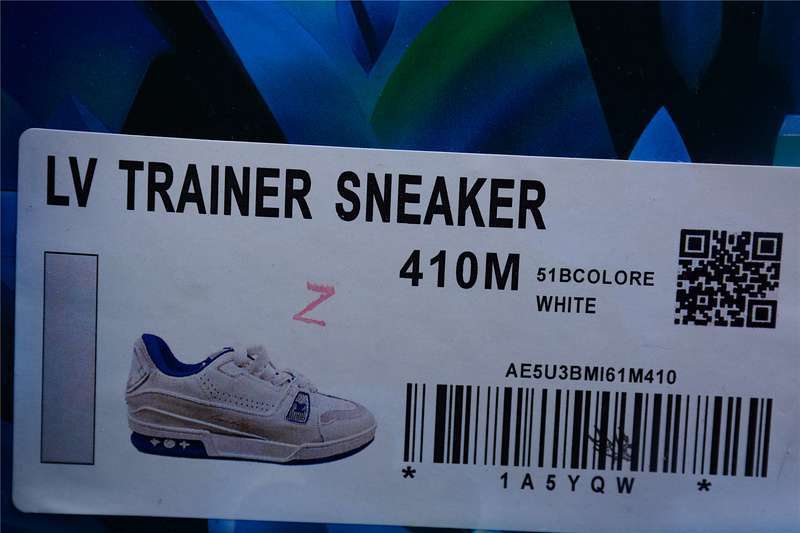 LV TRAINER SNEAKER
410M
51BCOLORE
WHITE
Z
AE5U3BMI61M410
* 1A5YQW *